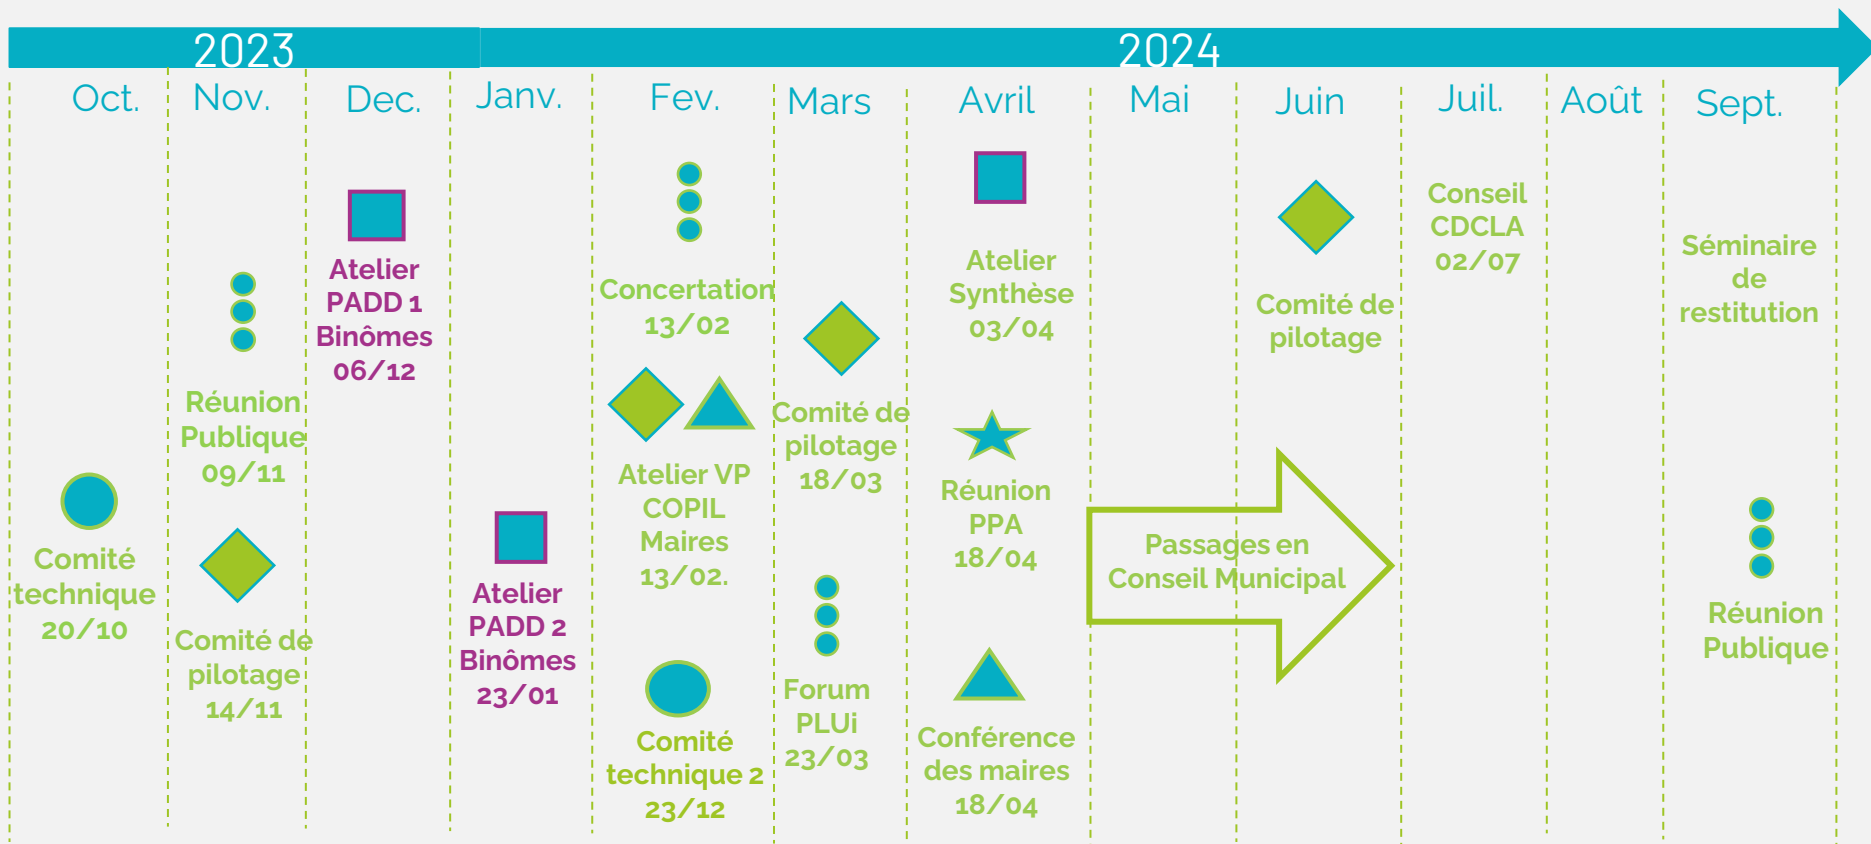 2023
2024
Oct.
Nov.
Dec.
Janv.
Fev.
Mars
Avril
Mai
Juin
Juil.
Août
Sept.
Comité
technique
20/10
Réunion
Publique
09/11
Comité de
pilotage
14/11
Atelier
PADD 1
Binômes
06/12
Atelier
PADD 2
Binômes
23/01
Concertation
13/02
Atelier VP
COPIL
Maires
13/02.
Comité
technique 2
23/12
Comité de
pilotage
18/03
Forum
PLUi
23/03
Atelier
Synthèse
03/04
Réunion
PPA
18/04
Conférence
des maires
18/04
Passages en
Conseil Municipal
Comité de
pilotage
Conseil
CDCLA
02/07
Séminaire
de
restitution
Réunion
Publique